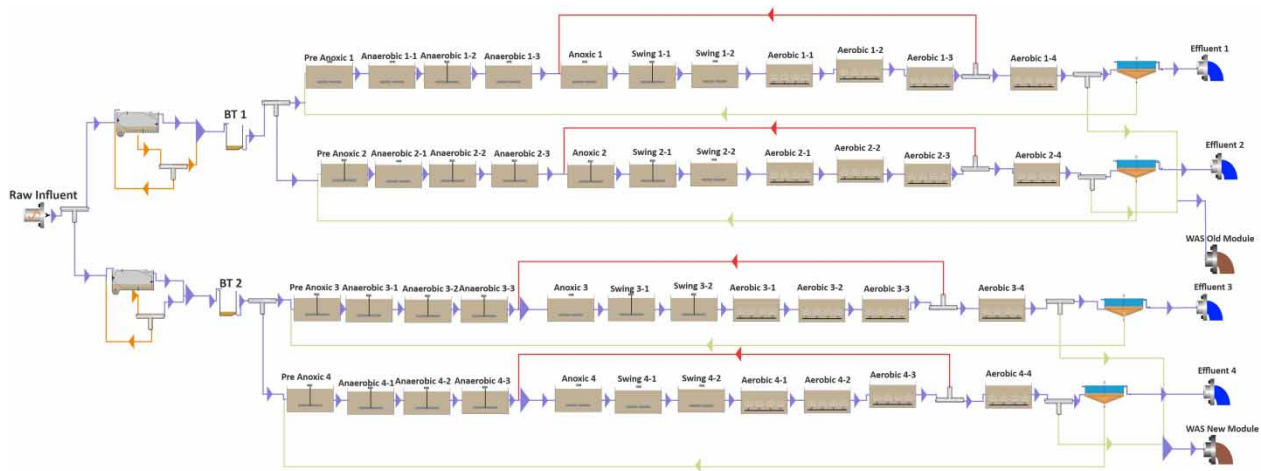 Pre Anoxic 1
Anaerobic 1-1
Anaerobic 1-2
Anaerobic 1-3
Anoxic 1
Swing 1-1
Swing 1-2
Aerobic 1-1
Aerobic 1-2
Aerobic 1-3
Aerobic 1-4
Effluent 1
BT 1
Pre Anoxic 2
Anaerobic 2-1
Anaerobic 2-2
Anaerobic 2-3
Anoxic 2
Swing 2-1
Swing 2-2
Aerobic 2-1
Aerobic 2-2
Aerobic 2-3
Aerobic 2-4
Effluent 2
Raw Influent
WAS Old Module
BT 2
Pre Anoxic 3
Anaerobic 3-1
Anaerobic 3-2
Anaerobic 3-3
Anoxic 3
Swing 3-1
Swing 3-2
Aerobic 3-1
Aerobic 3-2
Aerobic 3-3
Aerobic 3-4
Effluent 3
Pre Anoxic 4
Anaerobic 4-1
Anaerobic 4-2
Anaerobic 4-3
Anoxic 4
Swing 4-1
Swing 4-2
Aerobic 4-1
Aerobic 4-2
Aerobic 4-3
Aerobic 4-4
Effluent 4
WAS New Module